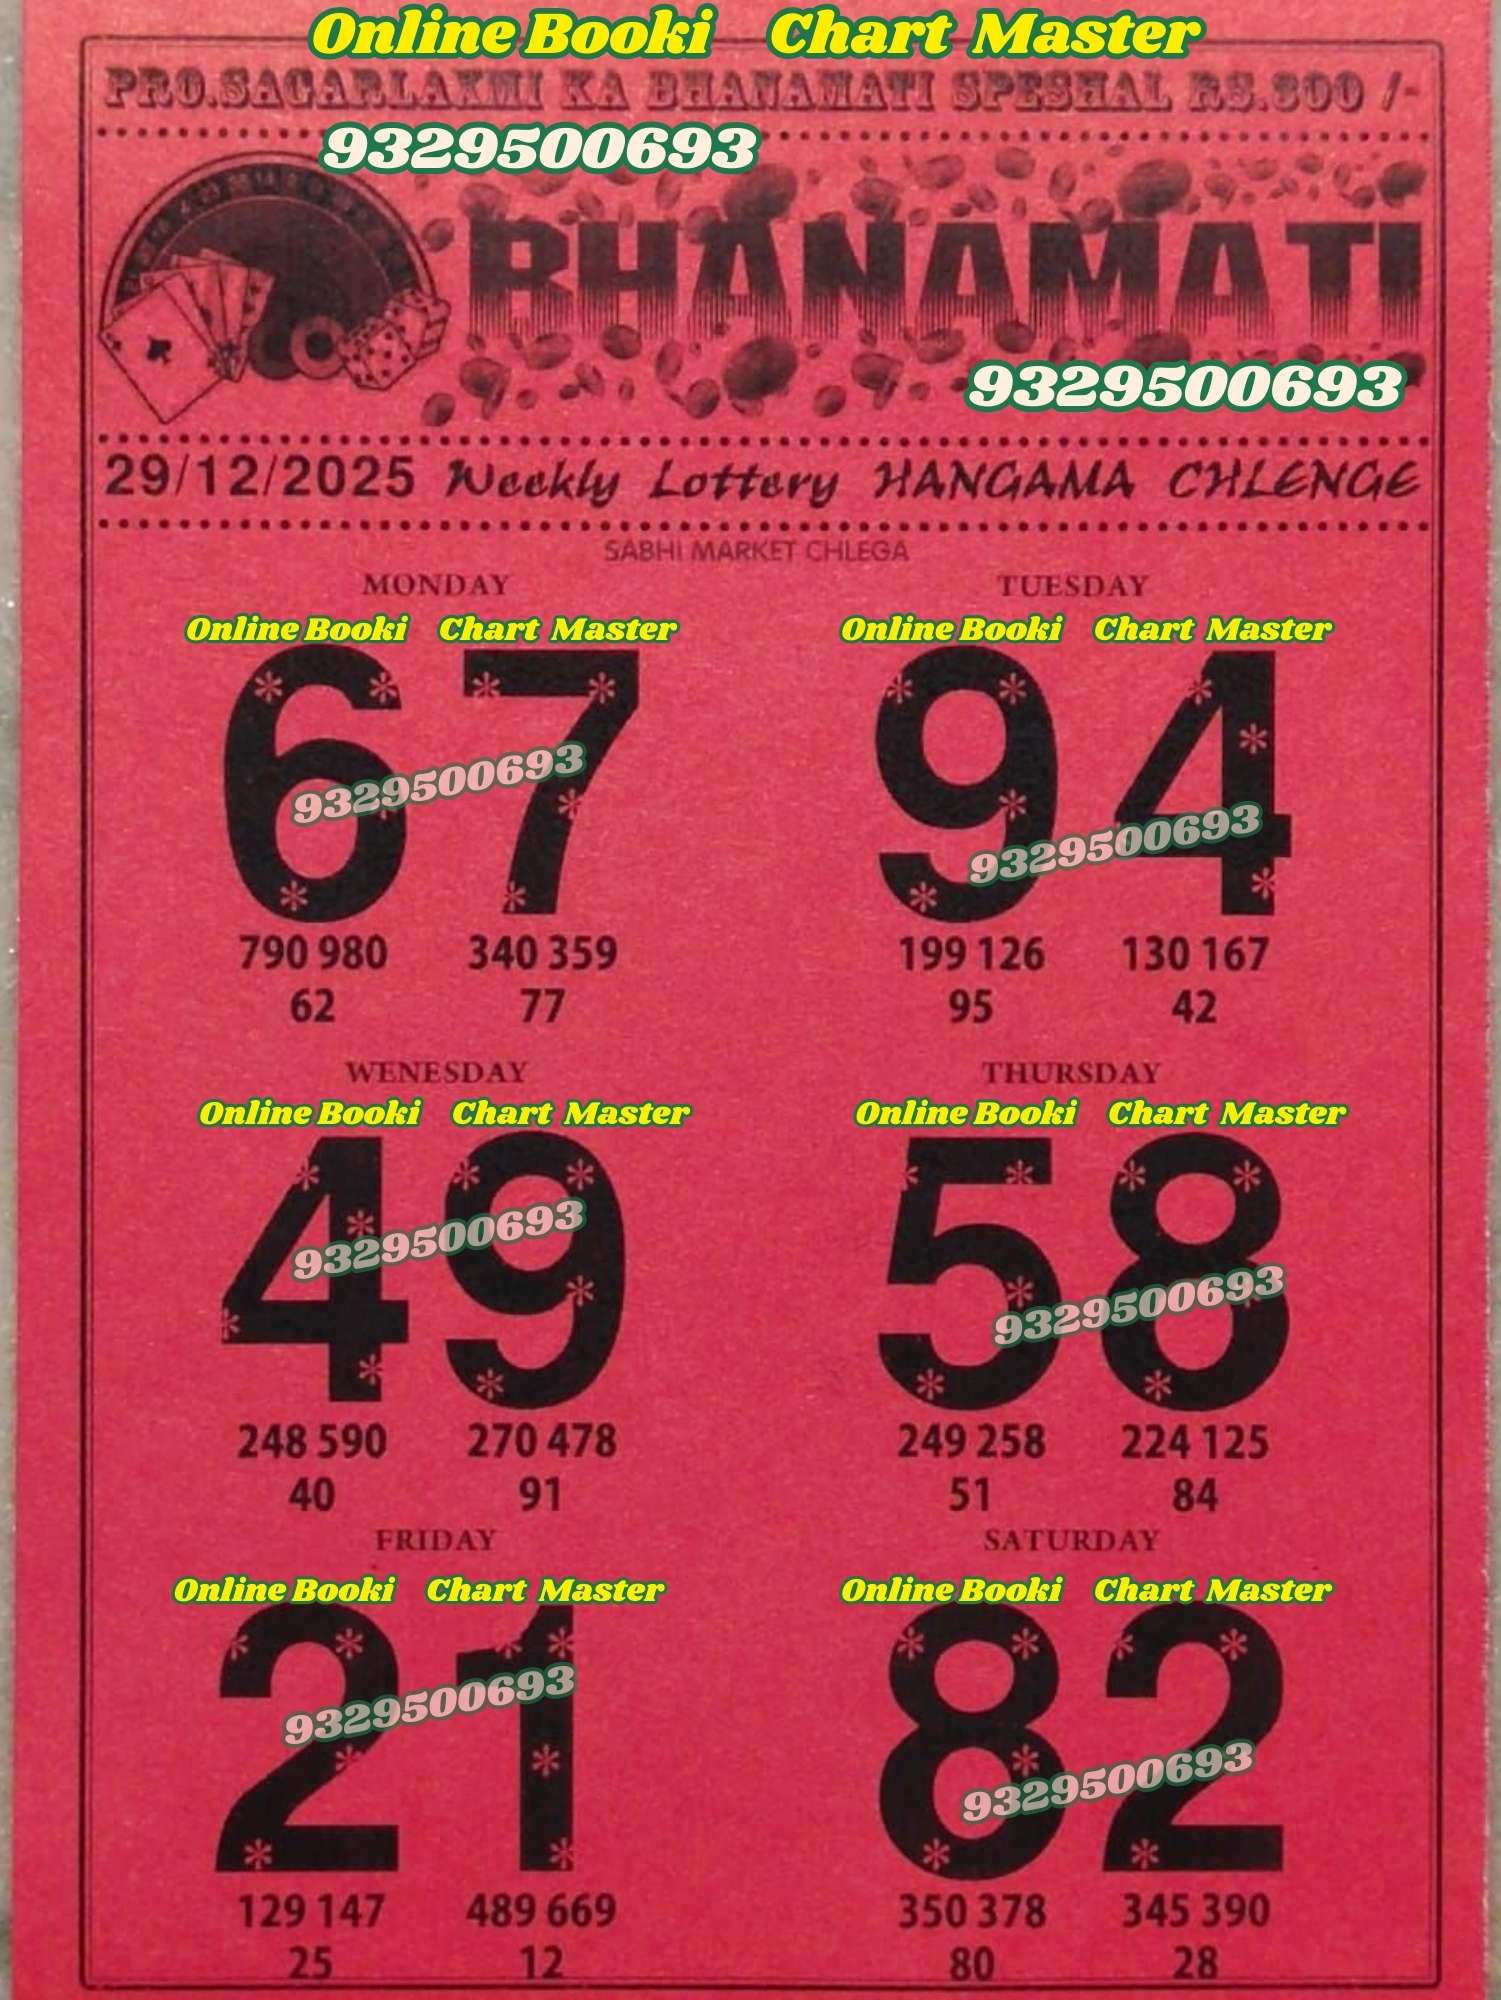 Online Booki Chart Master
PRO.SAGARLAXMI KA BHANAMATI SPESHAL RS.300 /-
9329500693
BHANAMATI
9329500693
29/12/2025 Weekly Lottery HANGAMA CHLENGE
SABHI MARKET CHLEGA
MONDAY TUESDAY
Online Booki Chart Master Online Booki Chart Master
67 94
9329500693 9329500693
790 980 340 359 199 126 130 167
62 77 95 42
WENESDAY THURSDAY
Online Booki Chart Master Online Booki Chart Master
49 58
9329500693 9329500693
248 590 270 478 249 258 224 125
40 91 51 84
FRIDAY SATURDAY
Online Booki Chart Master Online Booki Chart Master
21 82
9329500693 9329500693
129 147 489 669 350 378 345 390
25 12 80 28